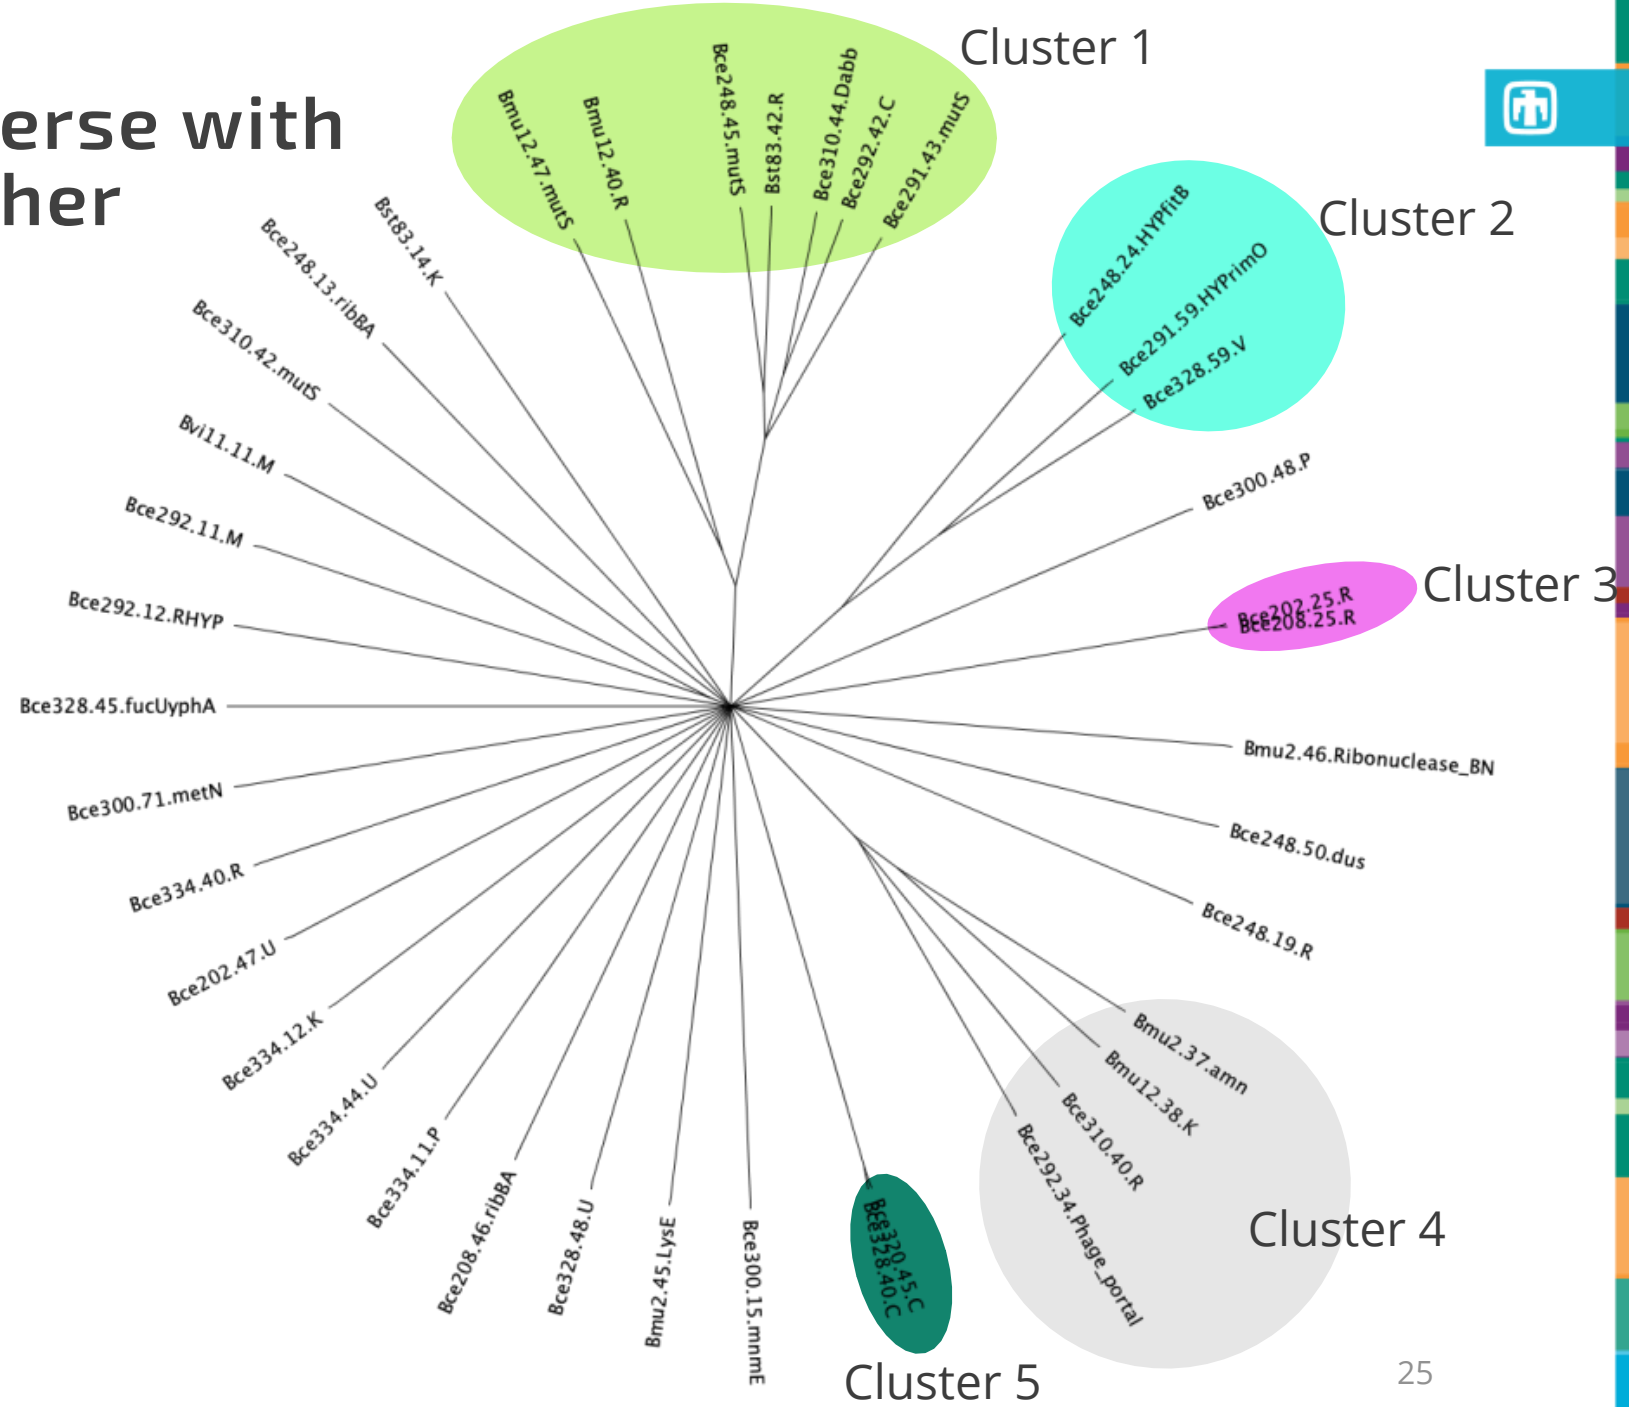 erse with
her
Cluster 1
Bmu12.47.mutS
Bmu12.40.R
Bce248.45.mutS
Bst83.42.R
Bce310.44.Dabb
Bce292.42.C
Bce291.43.mutS
Cluster 2
Bce248.24.HYPfitB
Bce291.59.HYPrimO
Bce328.59.V
Bce300.48.P
Cluster 3
Bce202.25.R
Bce208.25.R
Bmu2.46.Ribonuclease_BN
Bce248.50.dus
Bce248.19.R
Bmu2.37.amn
Bmu12.38.K
Bce310.40.R
Bce292.34.Phage_portal
Cluster 4
Bce320.45.C
Bce328.40.C
Cluster 5
Bce300.15.mnmE
Bmu2.45.LysE
Bce328.48.U
Bce208.46.ribBA
Bce334.11.P
Bce334.44.U
Bce334.12.K
Bce202.47.U
Bce334.40.R
Bce300.71.metN
Bce328.45.fucUyphA
Bce292.12.RHYP
Bce292.11.M
Bvi11.11.M
Bce310.42.mutS
Bce248.13.ribBA
Bst83.14.K
25